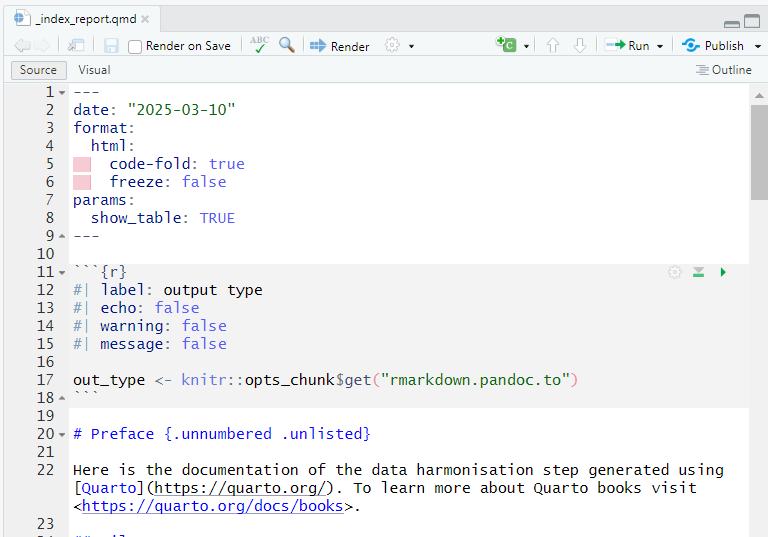 _index_report.qmd
Render on Save
ABC
Render
Run
Publish
Source
Visual
Outline
1 ---
2 date: "2025-03-10"
3 format:
4   html:
5     code-fold: true
6     freeze: false
7 params:
8   show_table: TRUE
9 ---
10
11 ```{r}
12 #| label: output type
13 #| echo: false
14 #| warning: false
15 #| message: false
16
17 out_type <- knitr::opts_chunk$get("rmarkdown.pandoc.to")
18 ```
19
20 # Preface {.unnumbered .unlisted}
21
22 Here is the documentation of the data harmonisation step generated using
[Quarto](https://quarto.org/). To learn more about Quarto books visit
<https://quarto.org/docs/books>.
23